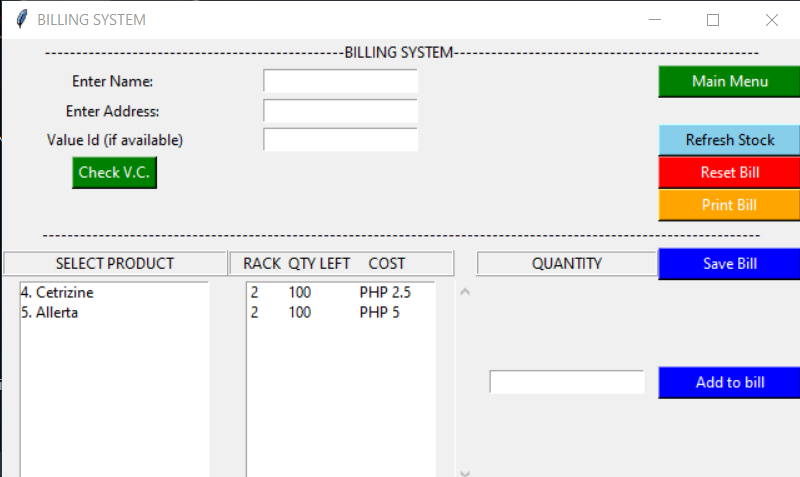 BILLING SYSTEM
-----------------------------------------------BILLING SYSTEM------------------------------------------------
Enter Name:
Main Menu
Enter Address:
Value Id (if available)
Refresh Stock
Check V.C.
Reset Bill
Print Bill
-----------------------------------------------------------------------------------------------------------------
SELECT PRODUCT RACK QTY LEFT COST QUANTITY Save Bill
4. Cetrizine 2 100 PHP 2.5
5. Allerta 2 100 PHP 5
Add to bill